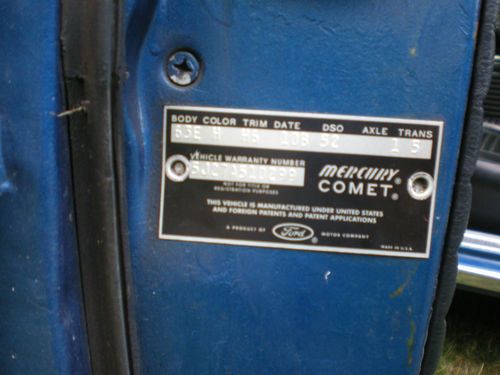 BODY COLOR TRIM DATE DSO AXLE TRANS
63E H H5 10B 52 1 5
VEHICLE WARRANTY NUMBER
NOT FOR TITLE OR
REGISTRATION PURPOSES
MERCURY®
COMET®
THIS VEHICLE IS MANUFACTURED UNDER UNITED STATES
AND FOREIGN PATENTS AND PATENT APPLICATIONS
A PRODUCT OF Ford® MOTOR COMPANY
MADE IN U.S.A.